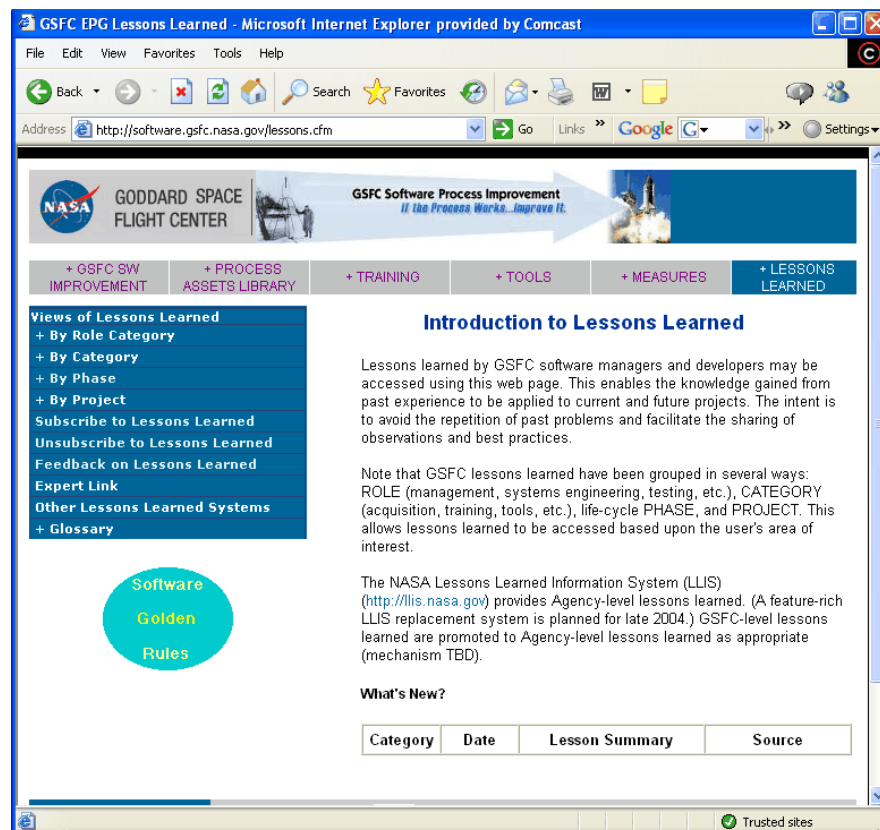 GSFC EPG Lessons Learned - Microsoft Internet Explorer provided by Comcast
File Edit View Favorites Tools Help
Back Search Favorites
Address http://software.gsfc.nasa.gov/lessons.cfm Go Links » Google G » Settings
NASA
GODDARD SPACE
FLIGHT CENTER
GSFC Software Process Improvement
If the Process Works...Improve It.
+ GSFC SW
IMPROVEMENT
+ PROCESS
ASSETS LIBRARY
+ TRAINING
+ TOOLS
+ MEASURES
+ LESSONS
LEARNED
Views of Lessons Learned
+ By Role Category
+ By Category
+ By Phase
+ By Project
Subscribe to Lessons Learned
Unsubscribe to Lessons Learned
Feedback on Lessons Learned
Expert Link
Other Lessons Learned Systems
+ Glossary
Software
Golden
Rules
Introduction to Lessons Learned
Lessons learned by GSFC software managers and developers may be
accessed using this web page. This enables the knowledge gained from
past experience to be applied to current and future projects. The intent is
to avoid the repetition of past problems and facilitate the sharing of
observations and best practices.
Note that GSFC lessons learned have been grouped in several ways:
ROLE (management, systems engineering, testing, etc.), CATEGORY
(acquisition, training, tools, etc.), life-cycle PHASE, and PROJECT. This
allows lessons learned to be accessed based upon the user's area of
interest.
The NASA Lessons Learned Information System (LLIS)
(http://llis.nasa.gov) provides Agency-level lessons learned. (A feature-rich
LLIS replacement system is planned for late 2004.) GSFC-level lessons
learned are promoted to Agency-level lessons learned as appropriate
(mechanism TBD).
What's New?
Category Date Lesson Summary Source
Trusted sites